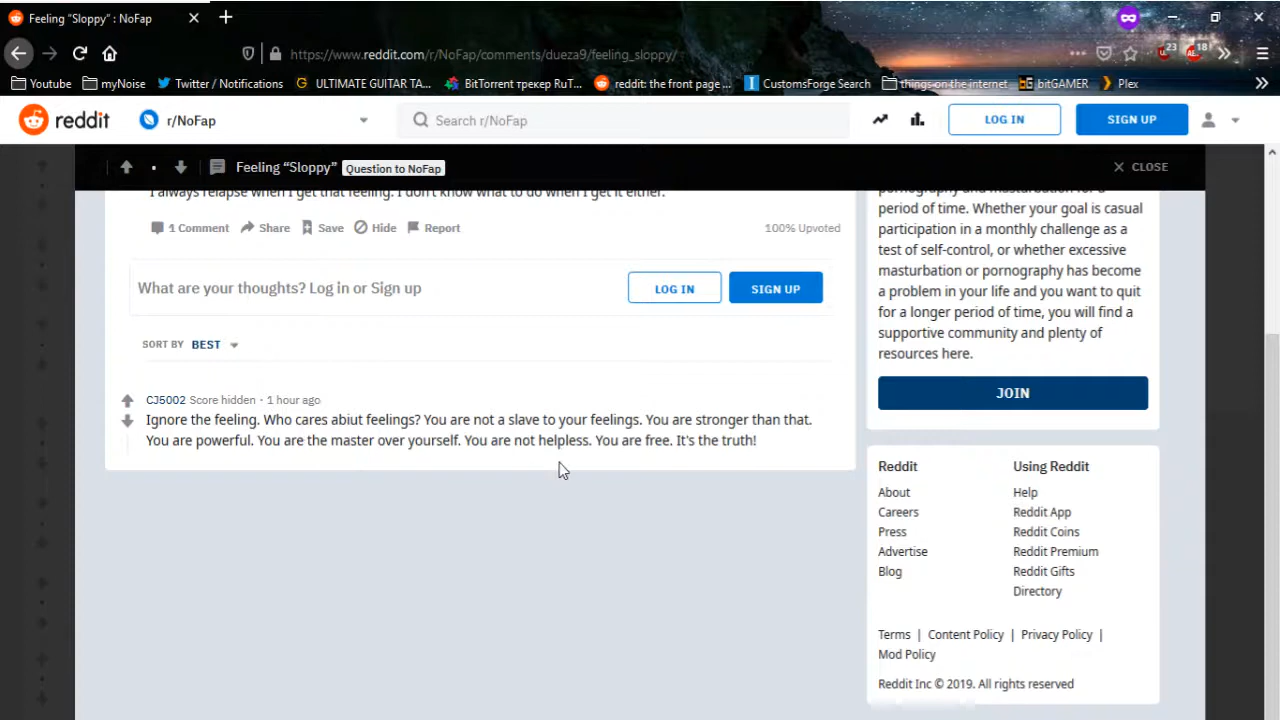 Feeling “Sloppy” : NoFap
https://www.reddit.com/r/NoFap/comments/dueza9/feeling_sloppy/
23
18
Youtube
myNoise
Twitter / Notifications
ULTIMATE GUITAR TA...
BitTorrent трекер RuT...
reddit: the front page ...
CustomsForge Search
things on the internet
bitGAMER
Plex
reddit
r/NoFap
Search r/NoFap
LOG IN
SIGN UP
Feeling “Sloppy”
Question to NoFap
CLOSE
I always relapse when I get that feeling. I don't know what to do when I get it either.
1 Comment
Share
Save
Hide
Report
100% Upvoted
What are your thoughts? Log in or Sign up
LOG IN
SIGN UP
SORT BY BEST
CJ5002 Score hidden · 1 hour ago
Ignore the feeling. Who cares abiut feelings? You are not a slave to your feelings. You are stronger than that.
You are powerful. You are the master over yourself. You are not helpless. You are free. It's the truth!
pornography and masturbation for a
period of time. Whether your goal is casual
participation in a monthly challenge as a
test of self-control, or whether excessive
masturbation or pornography has become
a problem in your life and you want to quit
for a longer period of time, you will find a
supportive community and plenty of
resources here.
JOIN
Reddit
About
Careers
Press
Advertise
Blog
Using Reddit
Help
Reddit App
Reddit Coins
Reddit Premium
Reddit Gifts
Directory
Terms | Content Policy | Privacy Policy |
Mod Policy
Reddit Inc © 2019. All rights reserved